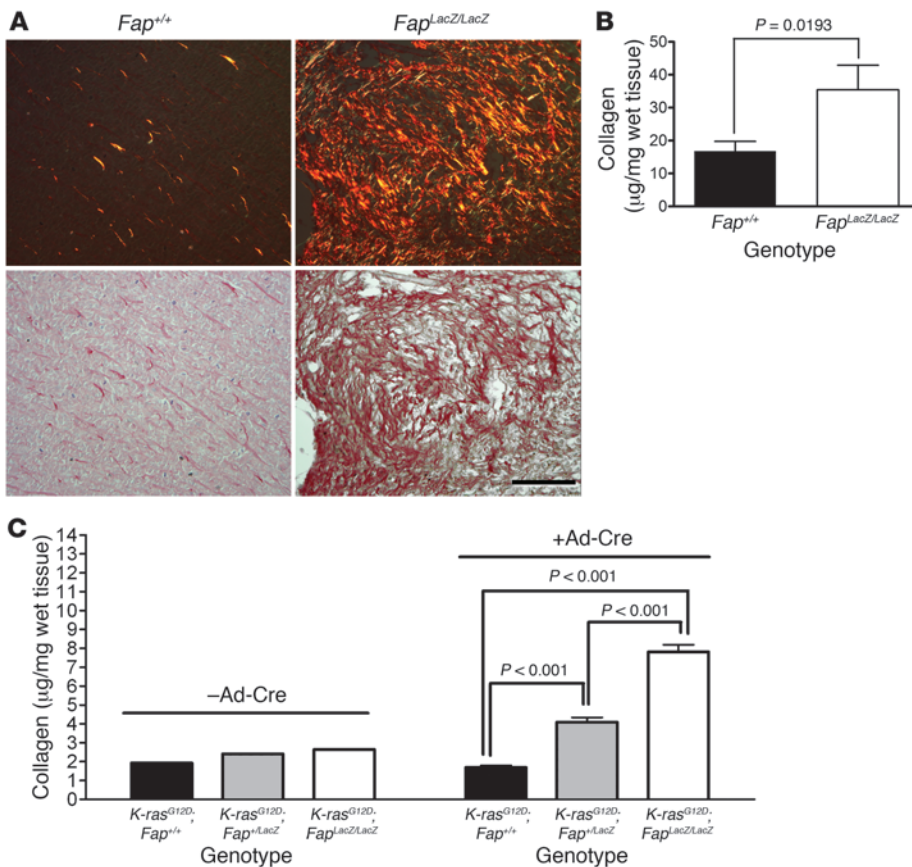 A
Fap+/+
FapLacZ/LacZ
B
P = 0.0193
50
40
30
20
10
0
Collagen
(μg/mg wet tissue)
Fap+/+
FapLacZ/LacZ
Genotype
C
14
13
12
11
10
9
8
7
6
5
4
3
2
1
0
Collagen (μg/mg wet tissue)
–Ad-Cre
+Ad-Cre
P < 0.001
P < 0.001
P < 0.001
K-rasG12D;
Fap+/+
K-rasG12D;
Fap+/LacZ
K-rasG12D;
FapLacZ/LacZ
Genotype
K-rasG12D;
Fap+/+
K-rasG12D;
Fap+/LacZ
K-rasG12D;
FapLacZ/LacZ
Genotype